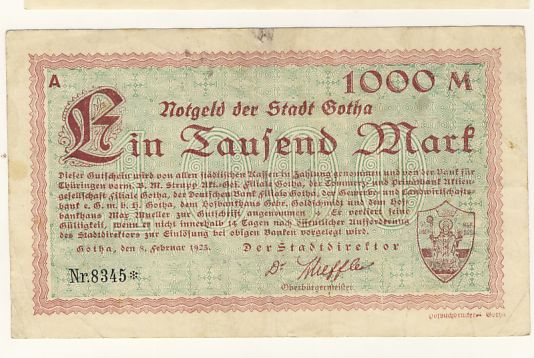 A
1000 M
Notgeld der Stadt Gotha
Ein Tausend Mark
Dieser Gutschein wird von allen städtischen Kassen in Zahlung genommen und von der Bank für
Thüringen vorm. B. M. Strupp Akt.-Ges. Filiale Gotha, der Commerz- und Privatbank Aktien-
gesellschaft Filiale Gotha, der Deutschen Bank Filiale Gotha, der Gewerbe- und Landwirtschafts-
bank e. G. m. b. H. Gotha, dem Hofbankhaus Gebr. Goldschmidt und dem Hof-
bankhaus Max Mueller zur Gutschrift angenommen + Er verliert seine
Gültigkeit, wenn er nicht innerhalb 14 Tagen nach öffentlicher Aufforderung
des Stadtdirektors zur Einlösung bei obigen Banken vorgelegt wird.
Gotha, den 8. Februar 1923. Der Stadtdirektor
Nr.8345*
Dr. Scheffler
Oberbürgermeister.
Hofbuchdruckerei Gotha